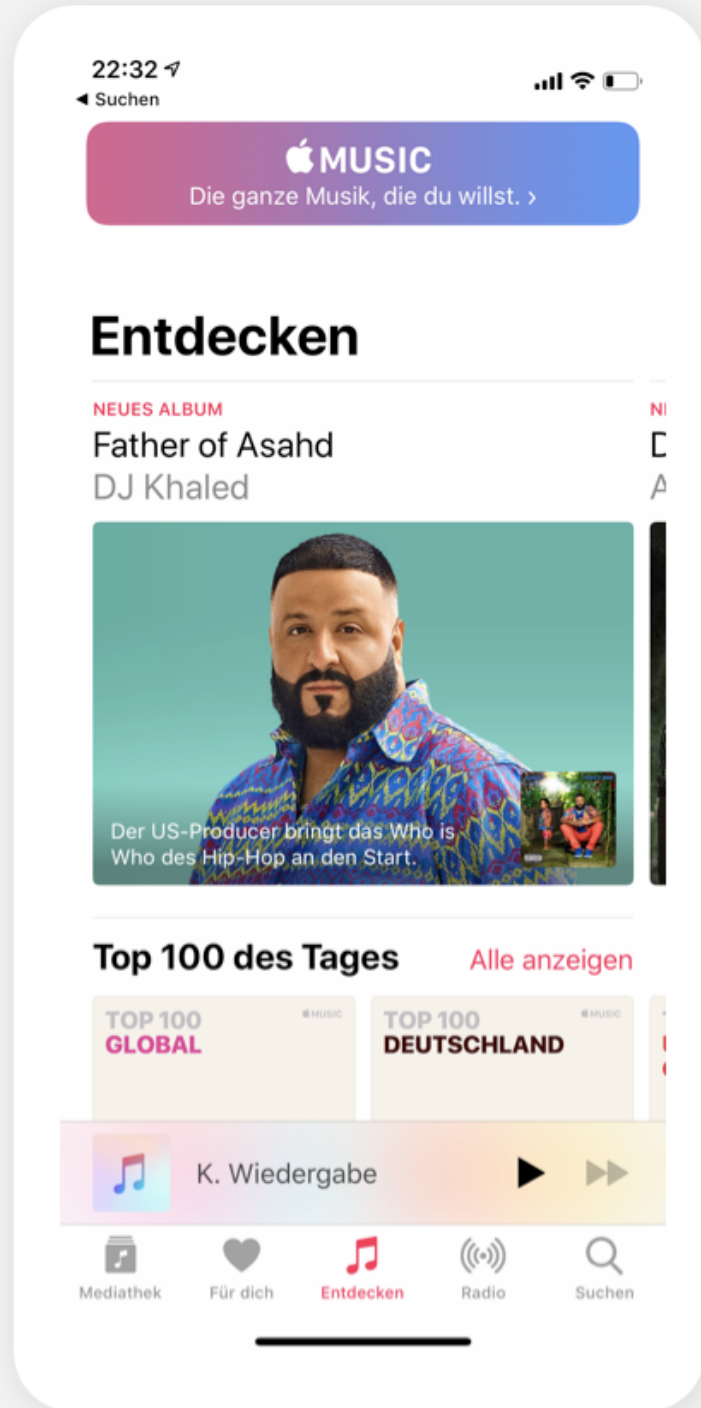 22:32
◀ Suchen
MUSIC
Die ganze Musik, die du willst. ›
Entdecken
NEUES ALBUM
Father of Asahd
DJ Khaled
Der US-Producer bringt das Who is
Who des Hip-Hop an den Start.
Top 100 des Tages Alle anzeigen
TOP 100 MUSIC
GLOBAL
TOP 100 MUSIC
DEUTSCHLAND
K. Wiedergabe
Mediathek Für dich Entdecken Radio Suchen